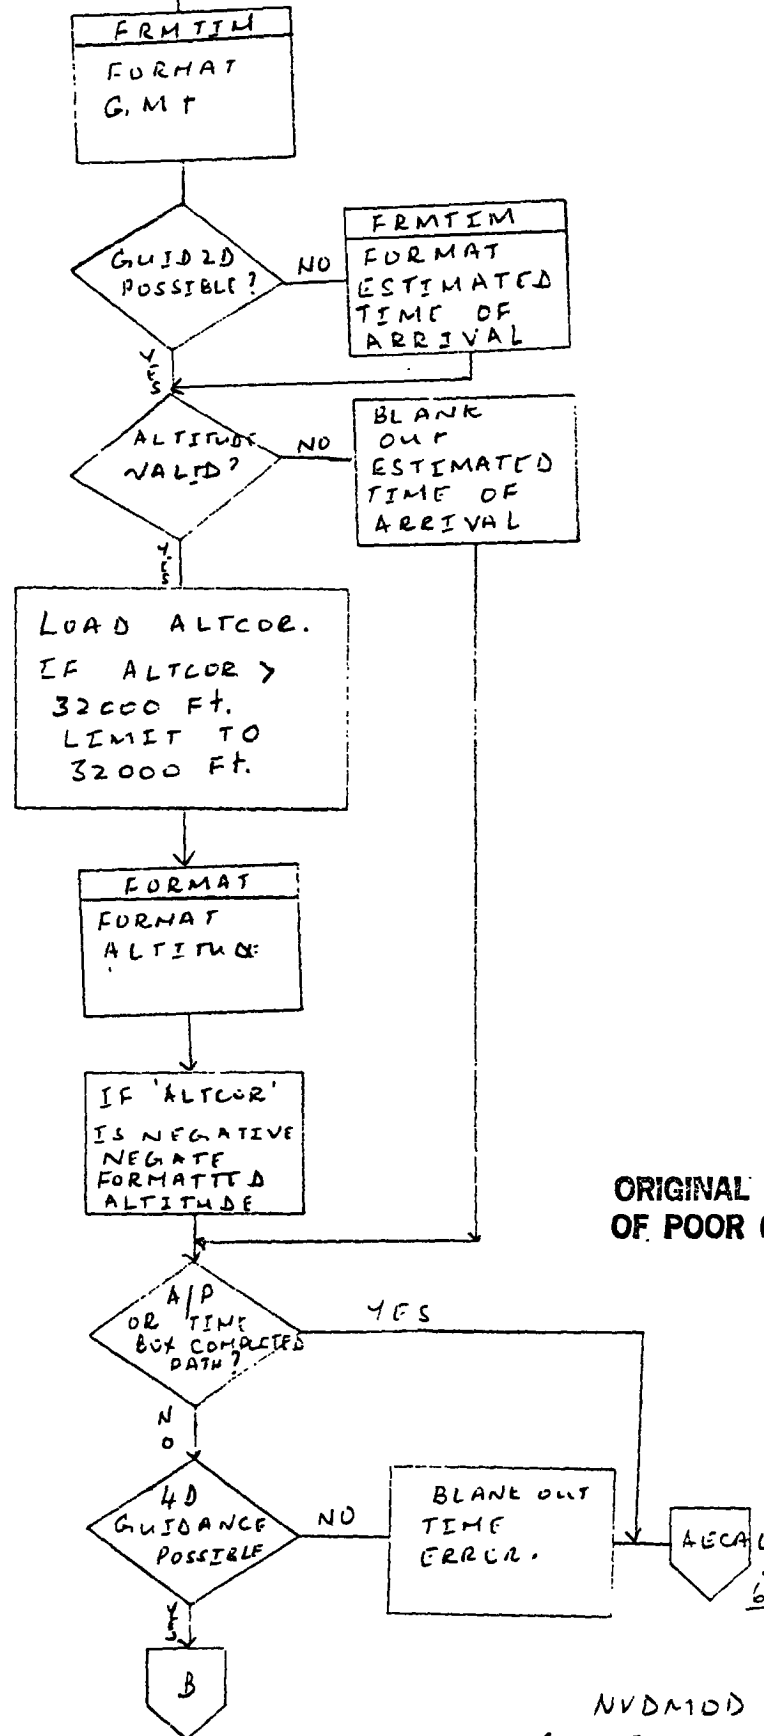 FRMTIM
FORMAT
G.M.T
GUID2D
POSSIBLE?
NO
FRMTIM
FORMAT
ESTIMATED
TIME OF
ARRIVAL
YES
ALTITUDE
VALID?
NO
BLANK
OUT
ESTIMATED
TIME OF
ARRIVAL
YES
LOAD ALTCOR.
IF ALTCOR >
32000 Ft.
LIMIT TO
32000 Ft.
FORMAT
FORMAT
ALTITUDE
IF 'ALTCOR'
IS NEGATIVE
NEGATE
FORMATTED
ALTITUDE
ORIGINAL
OF POOR
A/P
OR TIME
BOX COMPLETED
PATH?
YES
NO
4D
GUIDANCE
POSSIBLE
NO
BLANK OUT
TIME
ERROR.
AECAL
YES
B
NVDMOD